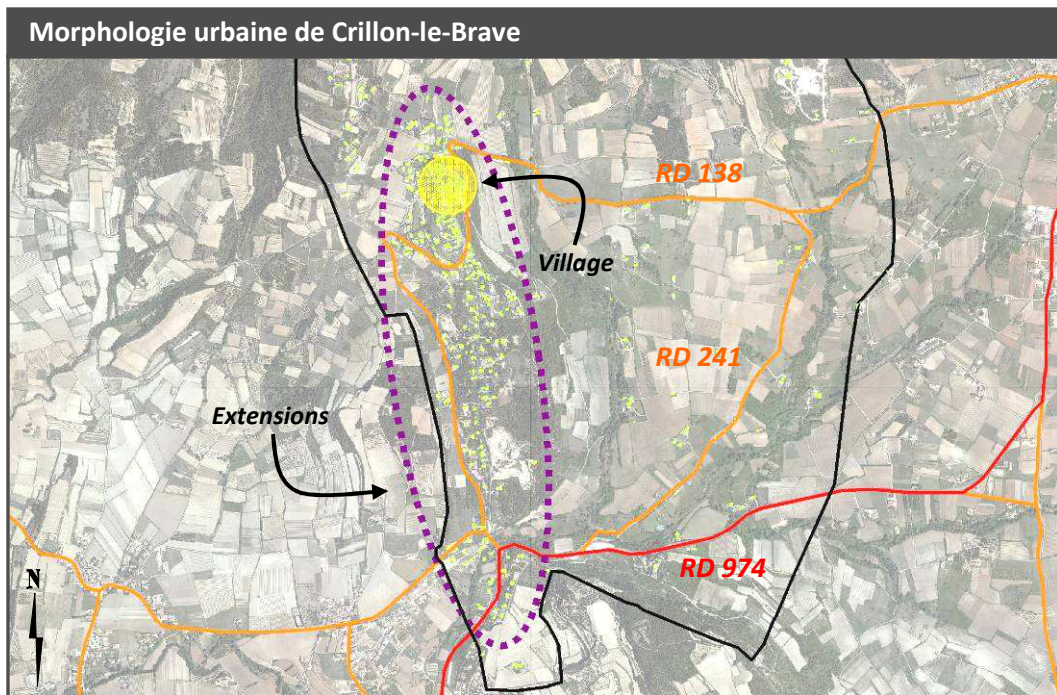 Morphologie urbaine de Crillon-le-Brave
RD 138
Village
RD 241
Extensions
RD 974
N